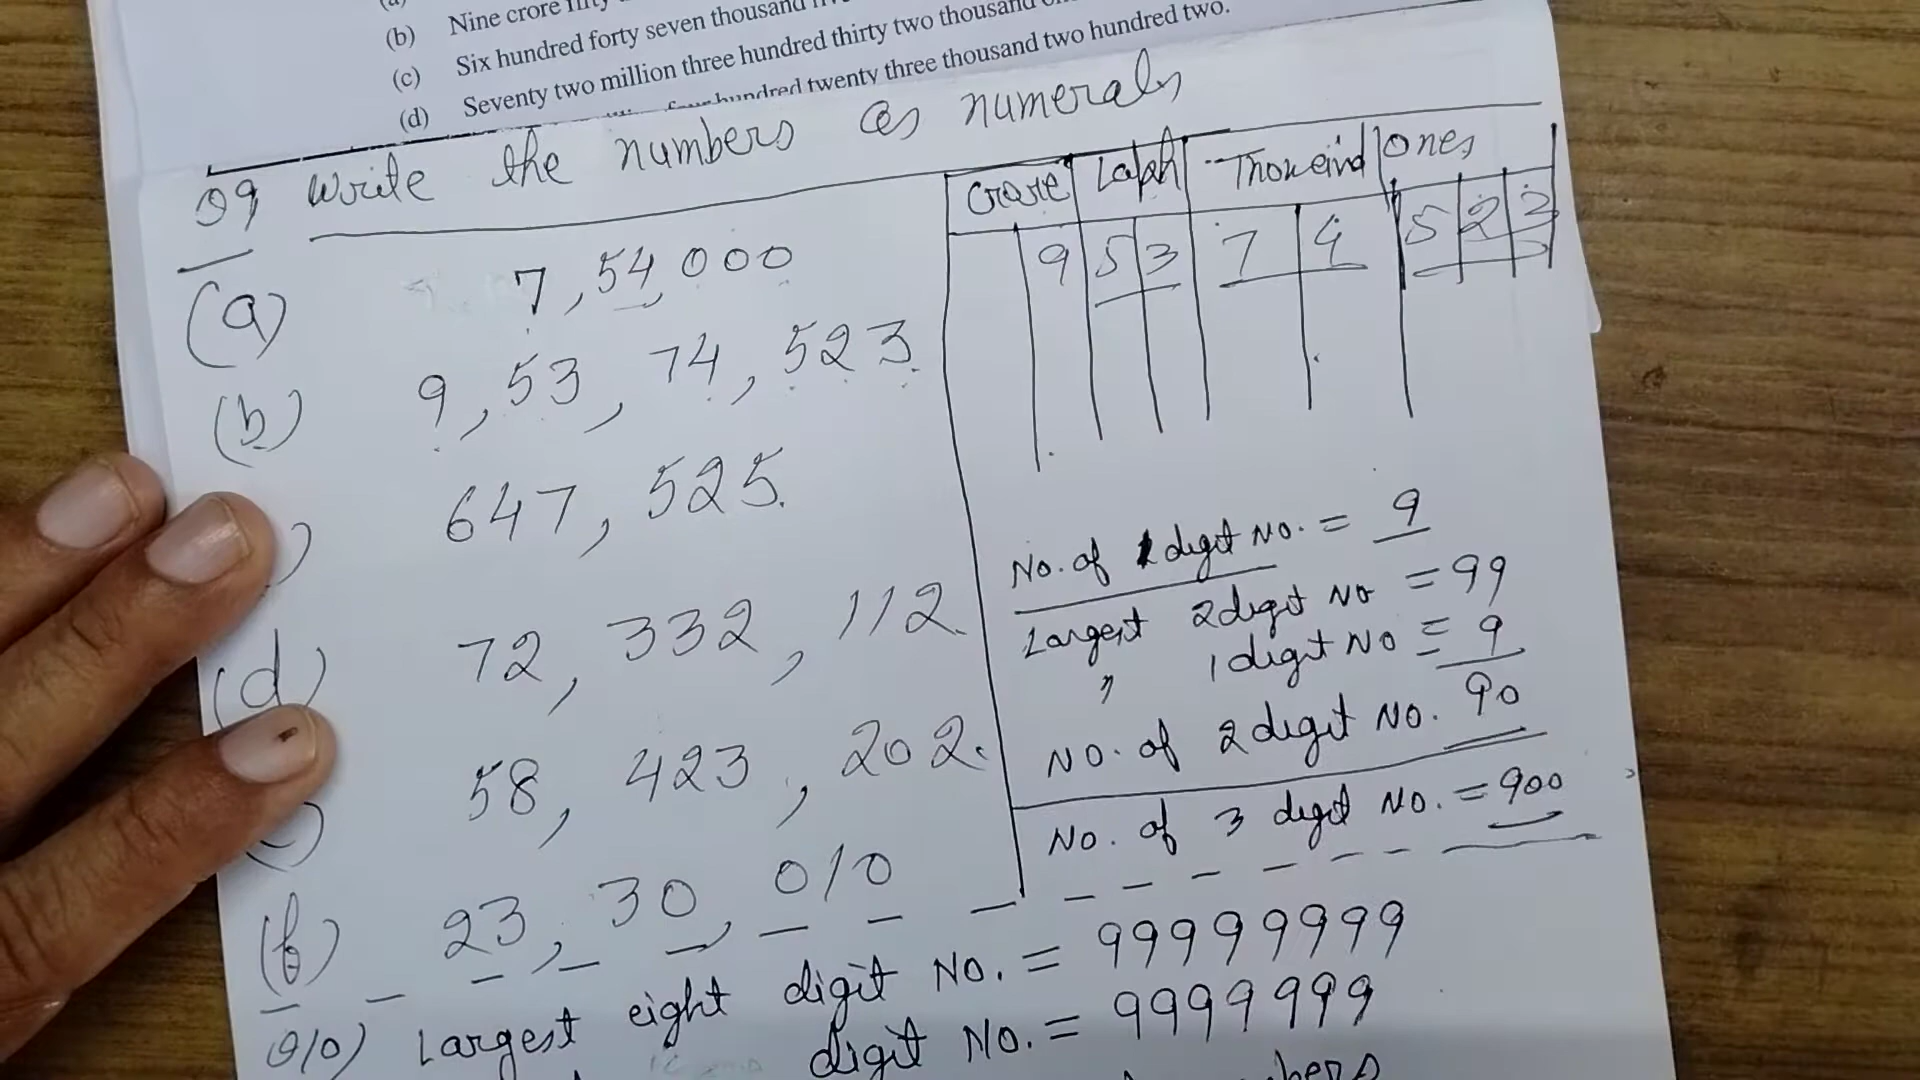 (b) Nine crore
(c) Six hundred forty seven thousand
(d) Seventy two million three hundred thirty two thousand
hundred twenty three thousand two hundred two.
Q9 Write the numbers as numerals
(a) 7,54,000
(b) 9,53,74,523
) 647,525.
(d) 72,332,112.
) 58,423,202.
(f) 23,30,010
Crore Lakh Thousand Ones
9 5 3 7 4 5 2 3
No. of 1 digit No. = 9
Largest 2 digit No = 99
" 1 digit No = 9
No. of 2 digit No. 90
No. of 3 digit No. = 900
Q10) Largest eight digit No. = 99999999
digit No. = 9999999